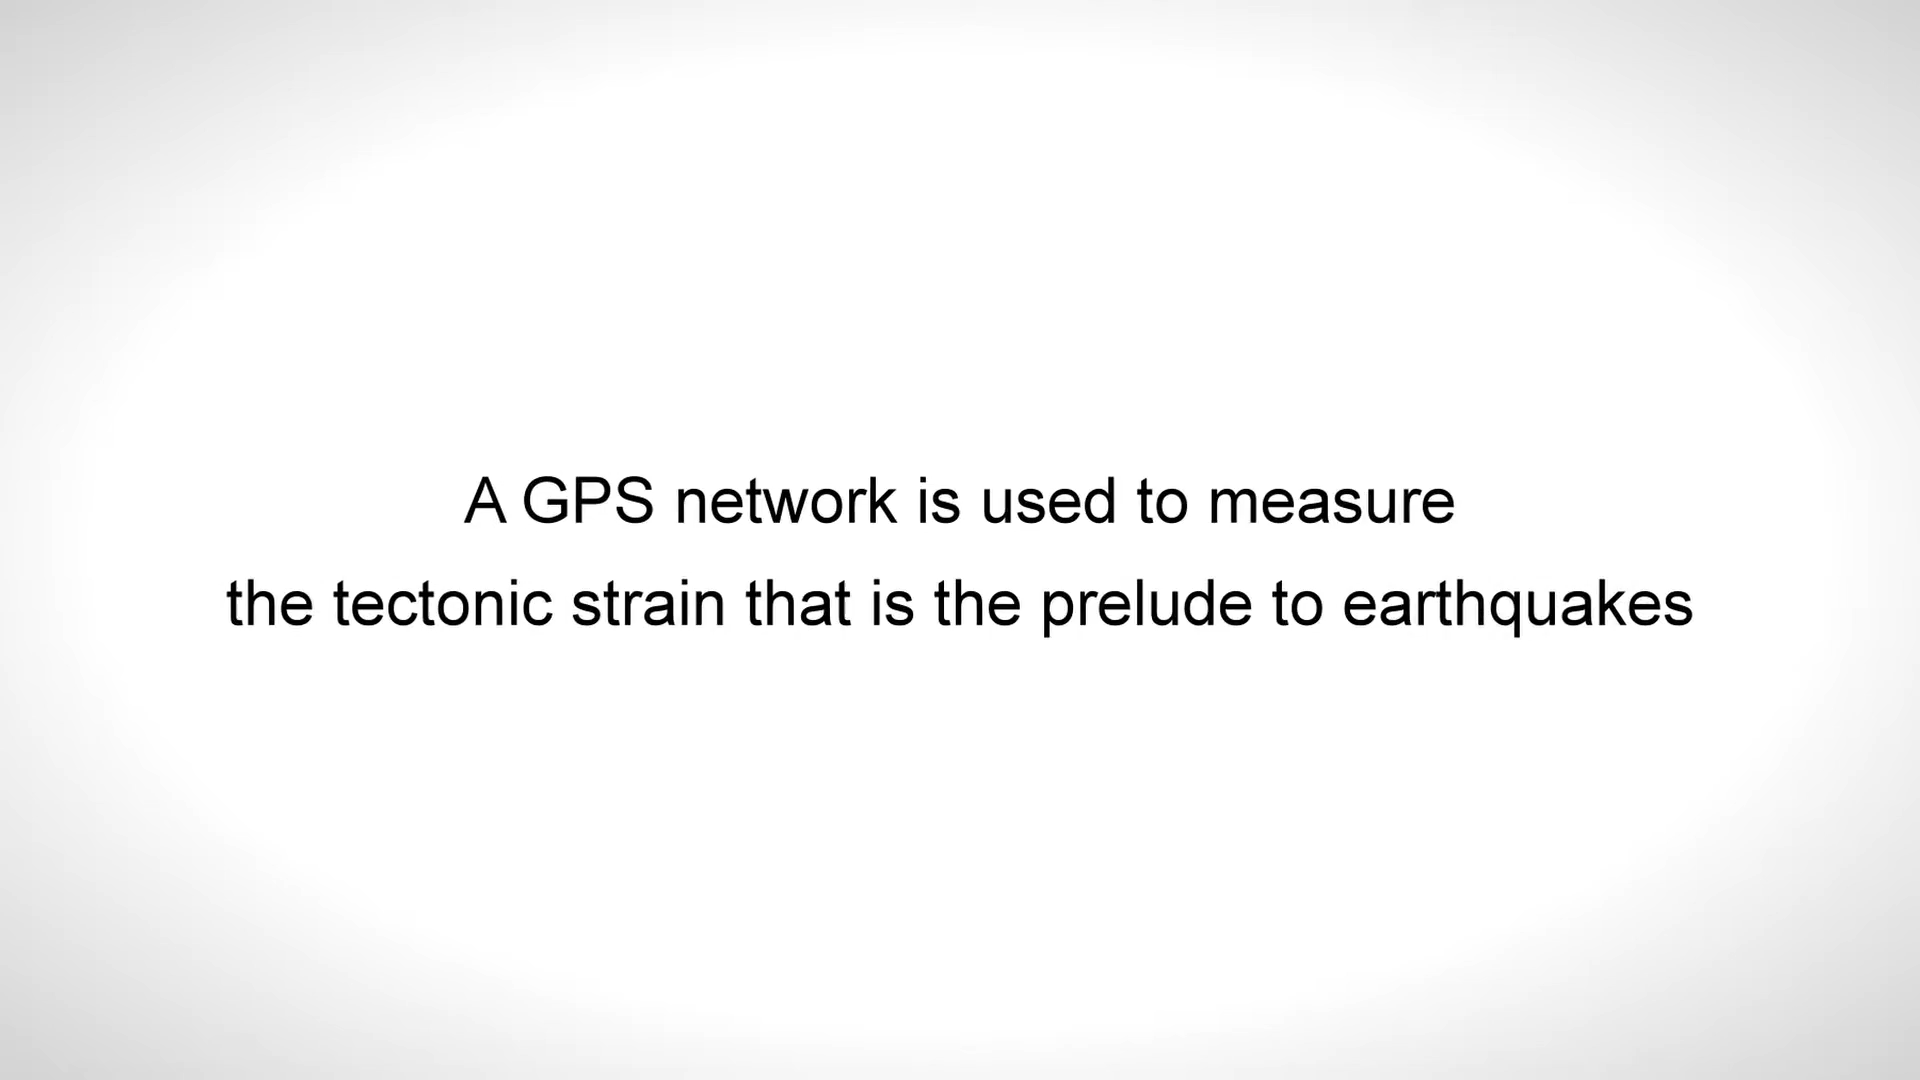 A GPS network is used to measure
the tectonic strain that is the prelude to earthquakes